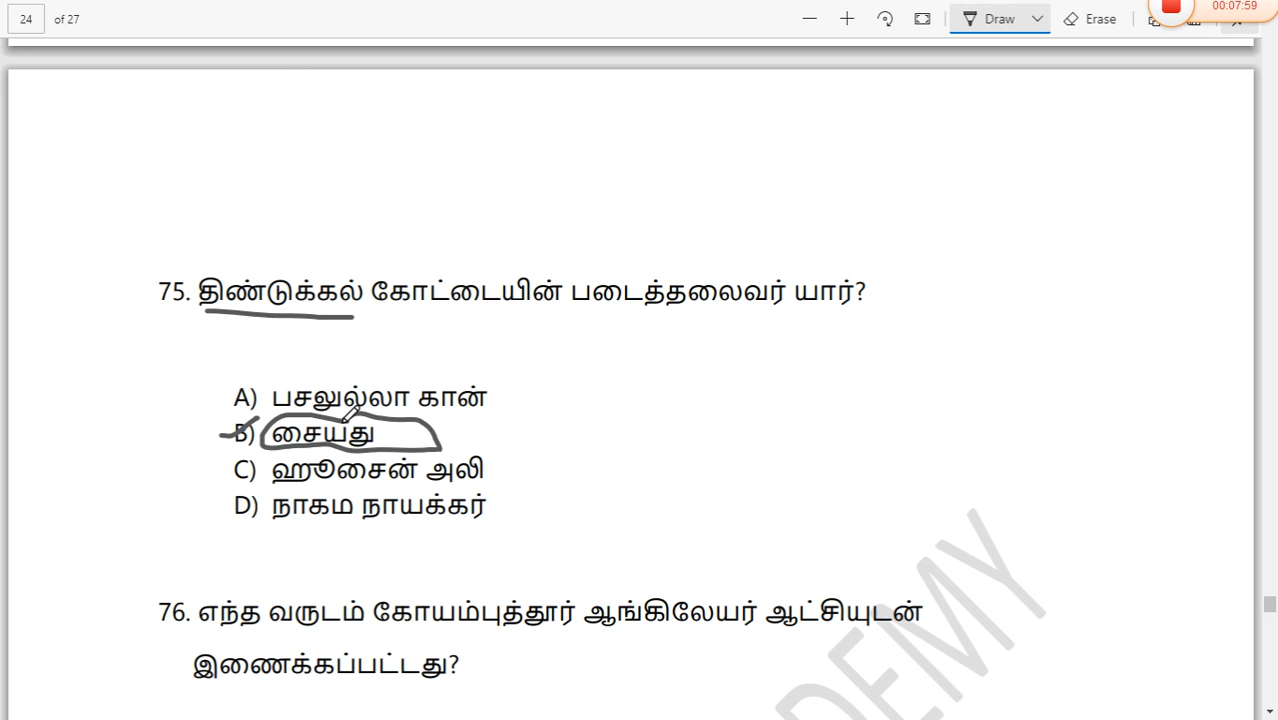 24 of 27 Draw Erase 00:07:59
75. திண்டுக்கல் கோட்டையின் படைத்தலைவர் யார்?
A) பசலுல்லா கான்
B) சையது
C) ஹூசைன் அலி
D) நாகம நாயக்கர்
76. எந்த வருடம் கோயம்புத்தூர் ஆங்கிலேயர் ஆட்சியுடன்
இணைக்கப்பட்டது?